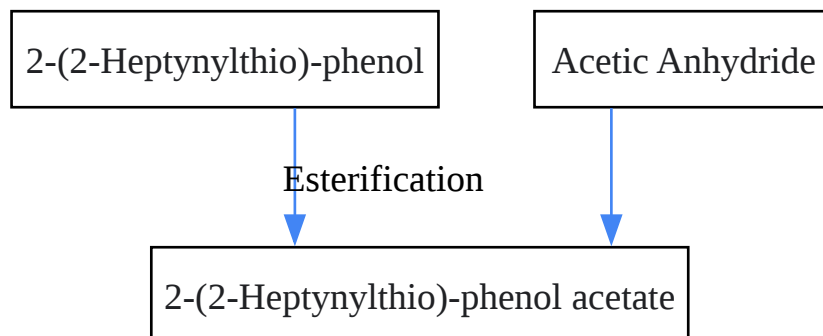 2-(2-Heptynylthio)-phenol
Acetic Anhydride
Esterification
2-(2-Heptynylthio)-phenol acetate